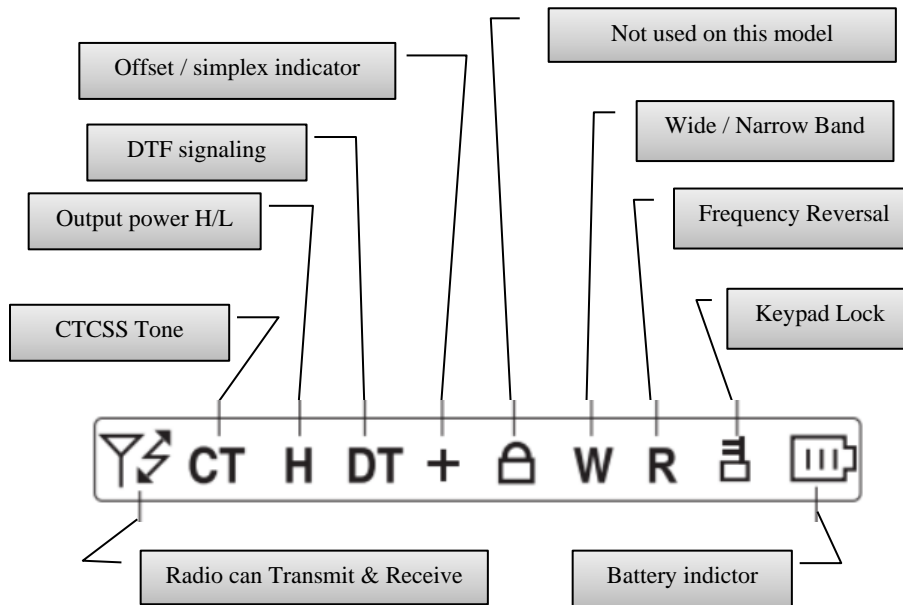 Not used on this model
Offset / simplex indicator
Wide / Narrow Band
DTF signaling
Output power H/L
Frequency Reversal
CTCSS Tone
Keypad Lock
CT H DT + W R
Radio can Transmit & Receive
Battery indictor